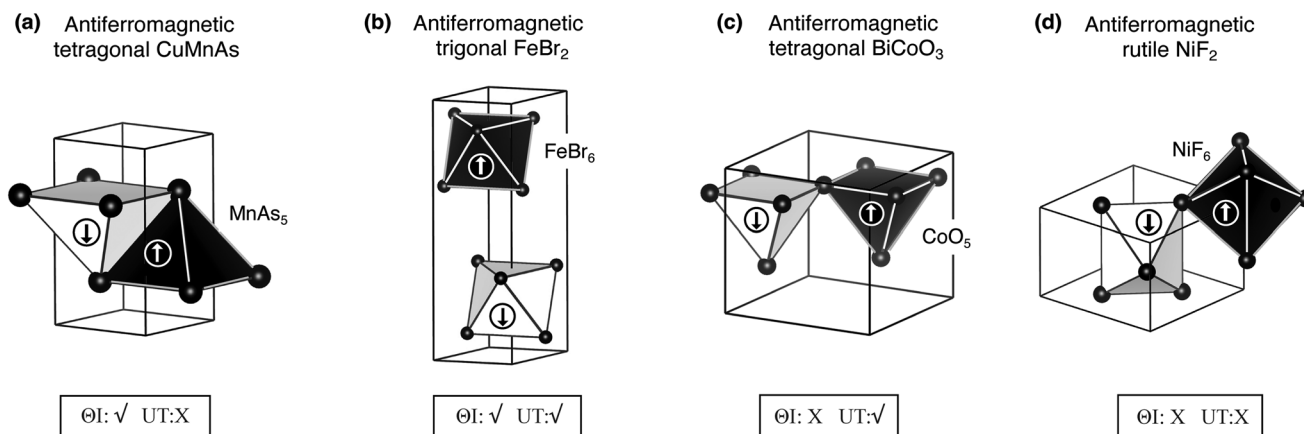 (a) Antiferromagnetic
tetragonal CuMnAs
MnAs₅
ΘI: √ UT:X
(b) Antiferromagnetic
trigonal FeBr₂
FeBr₆
ΘI: √ UT:√
(c) Antiferromagnetic
tetragonal BiCoO₃
CoO₅
ΘI: X UT:√
(d) Antiferromagnetic
rutile NiF₂
NiF₆
ΘI: X UT:X